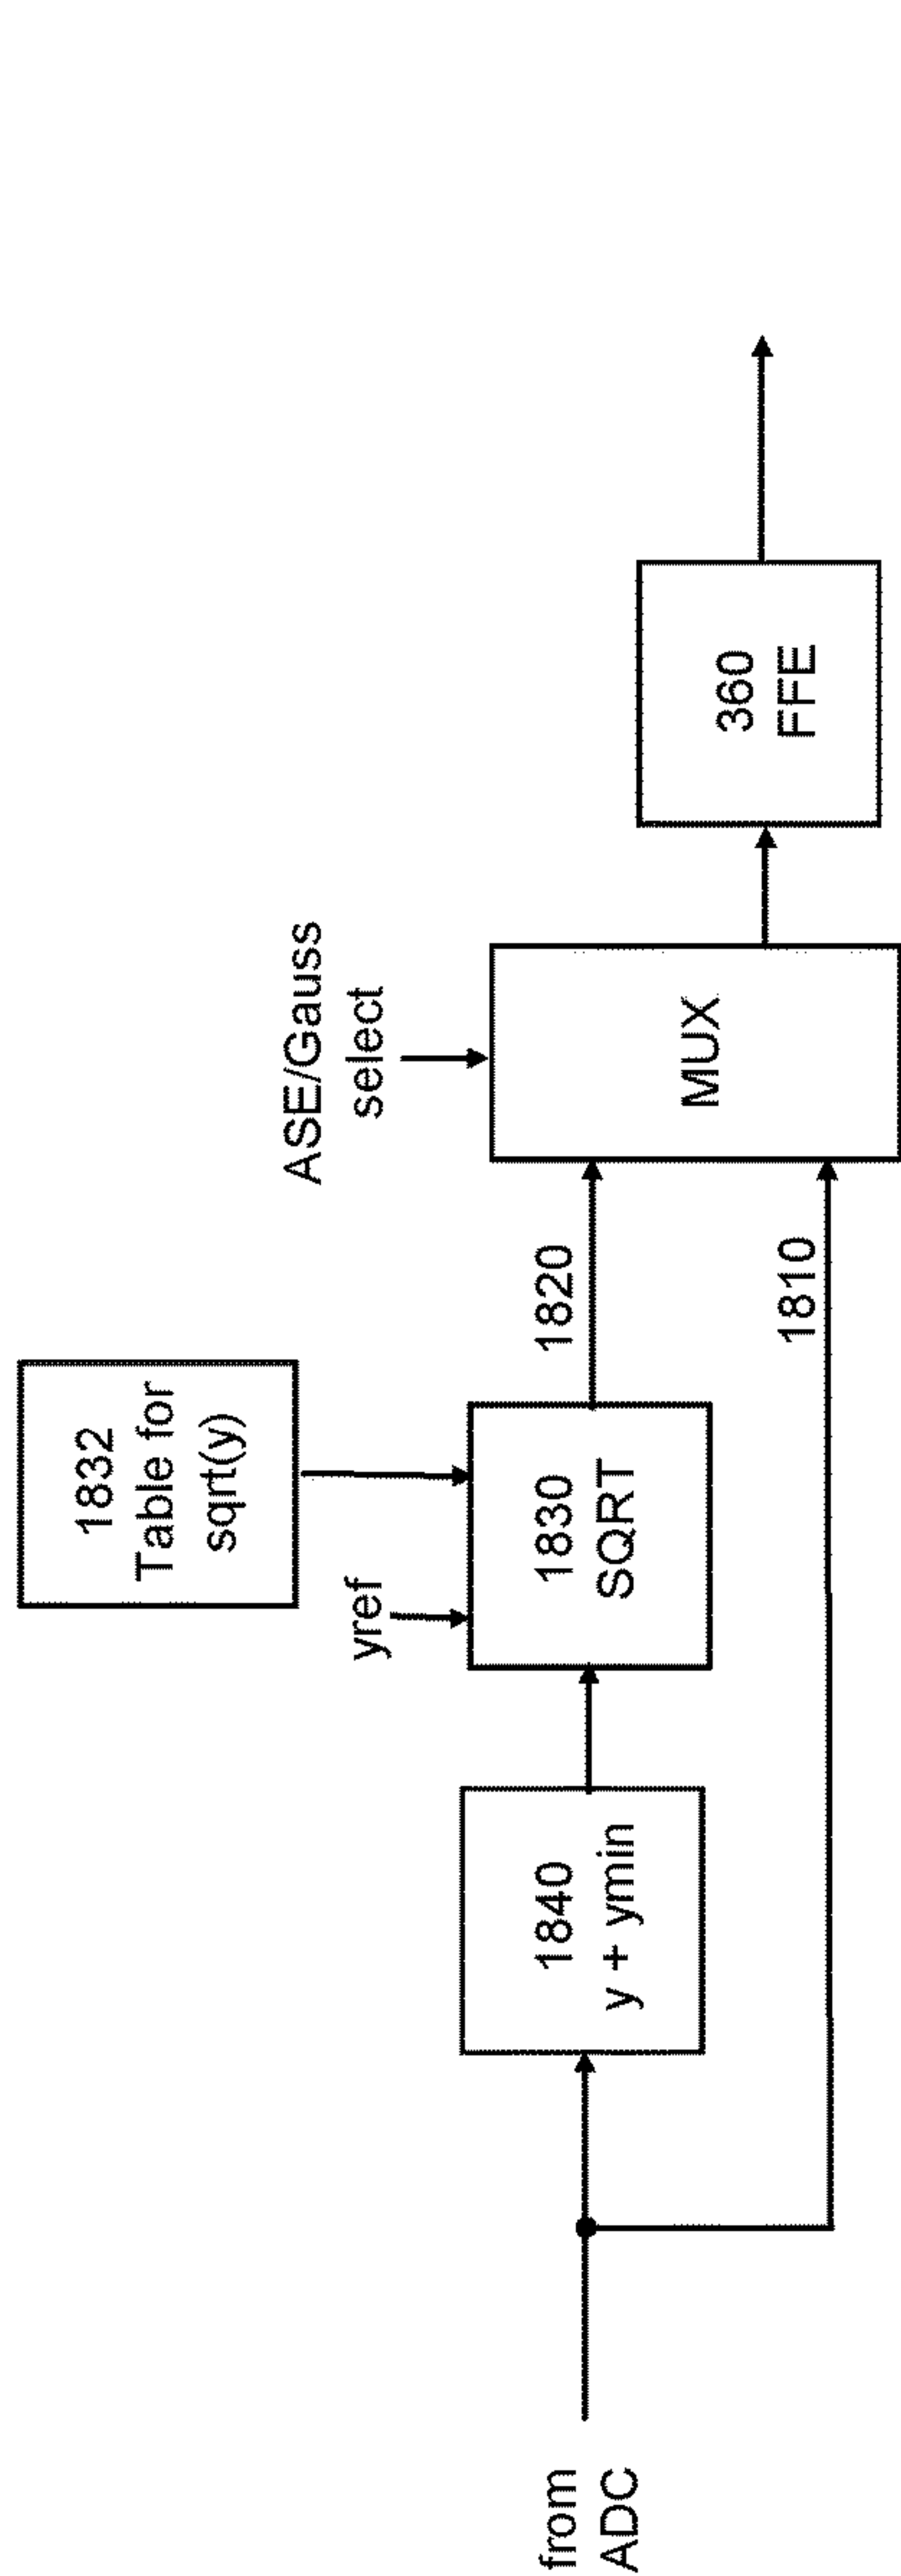 from
ADC
1840
y + ymin
yref
1832
Table for
sqrt(y)
1830
SQRT
1820
1810
ASE/Gauss
select
MUX
360
FFE